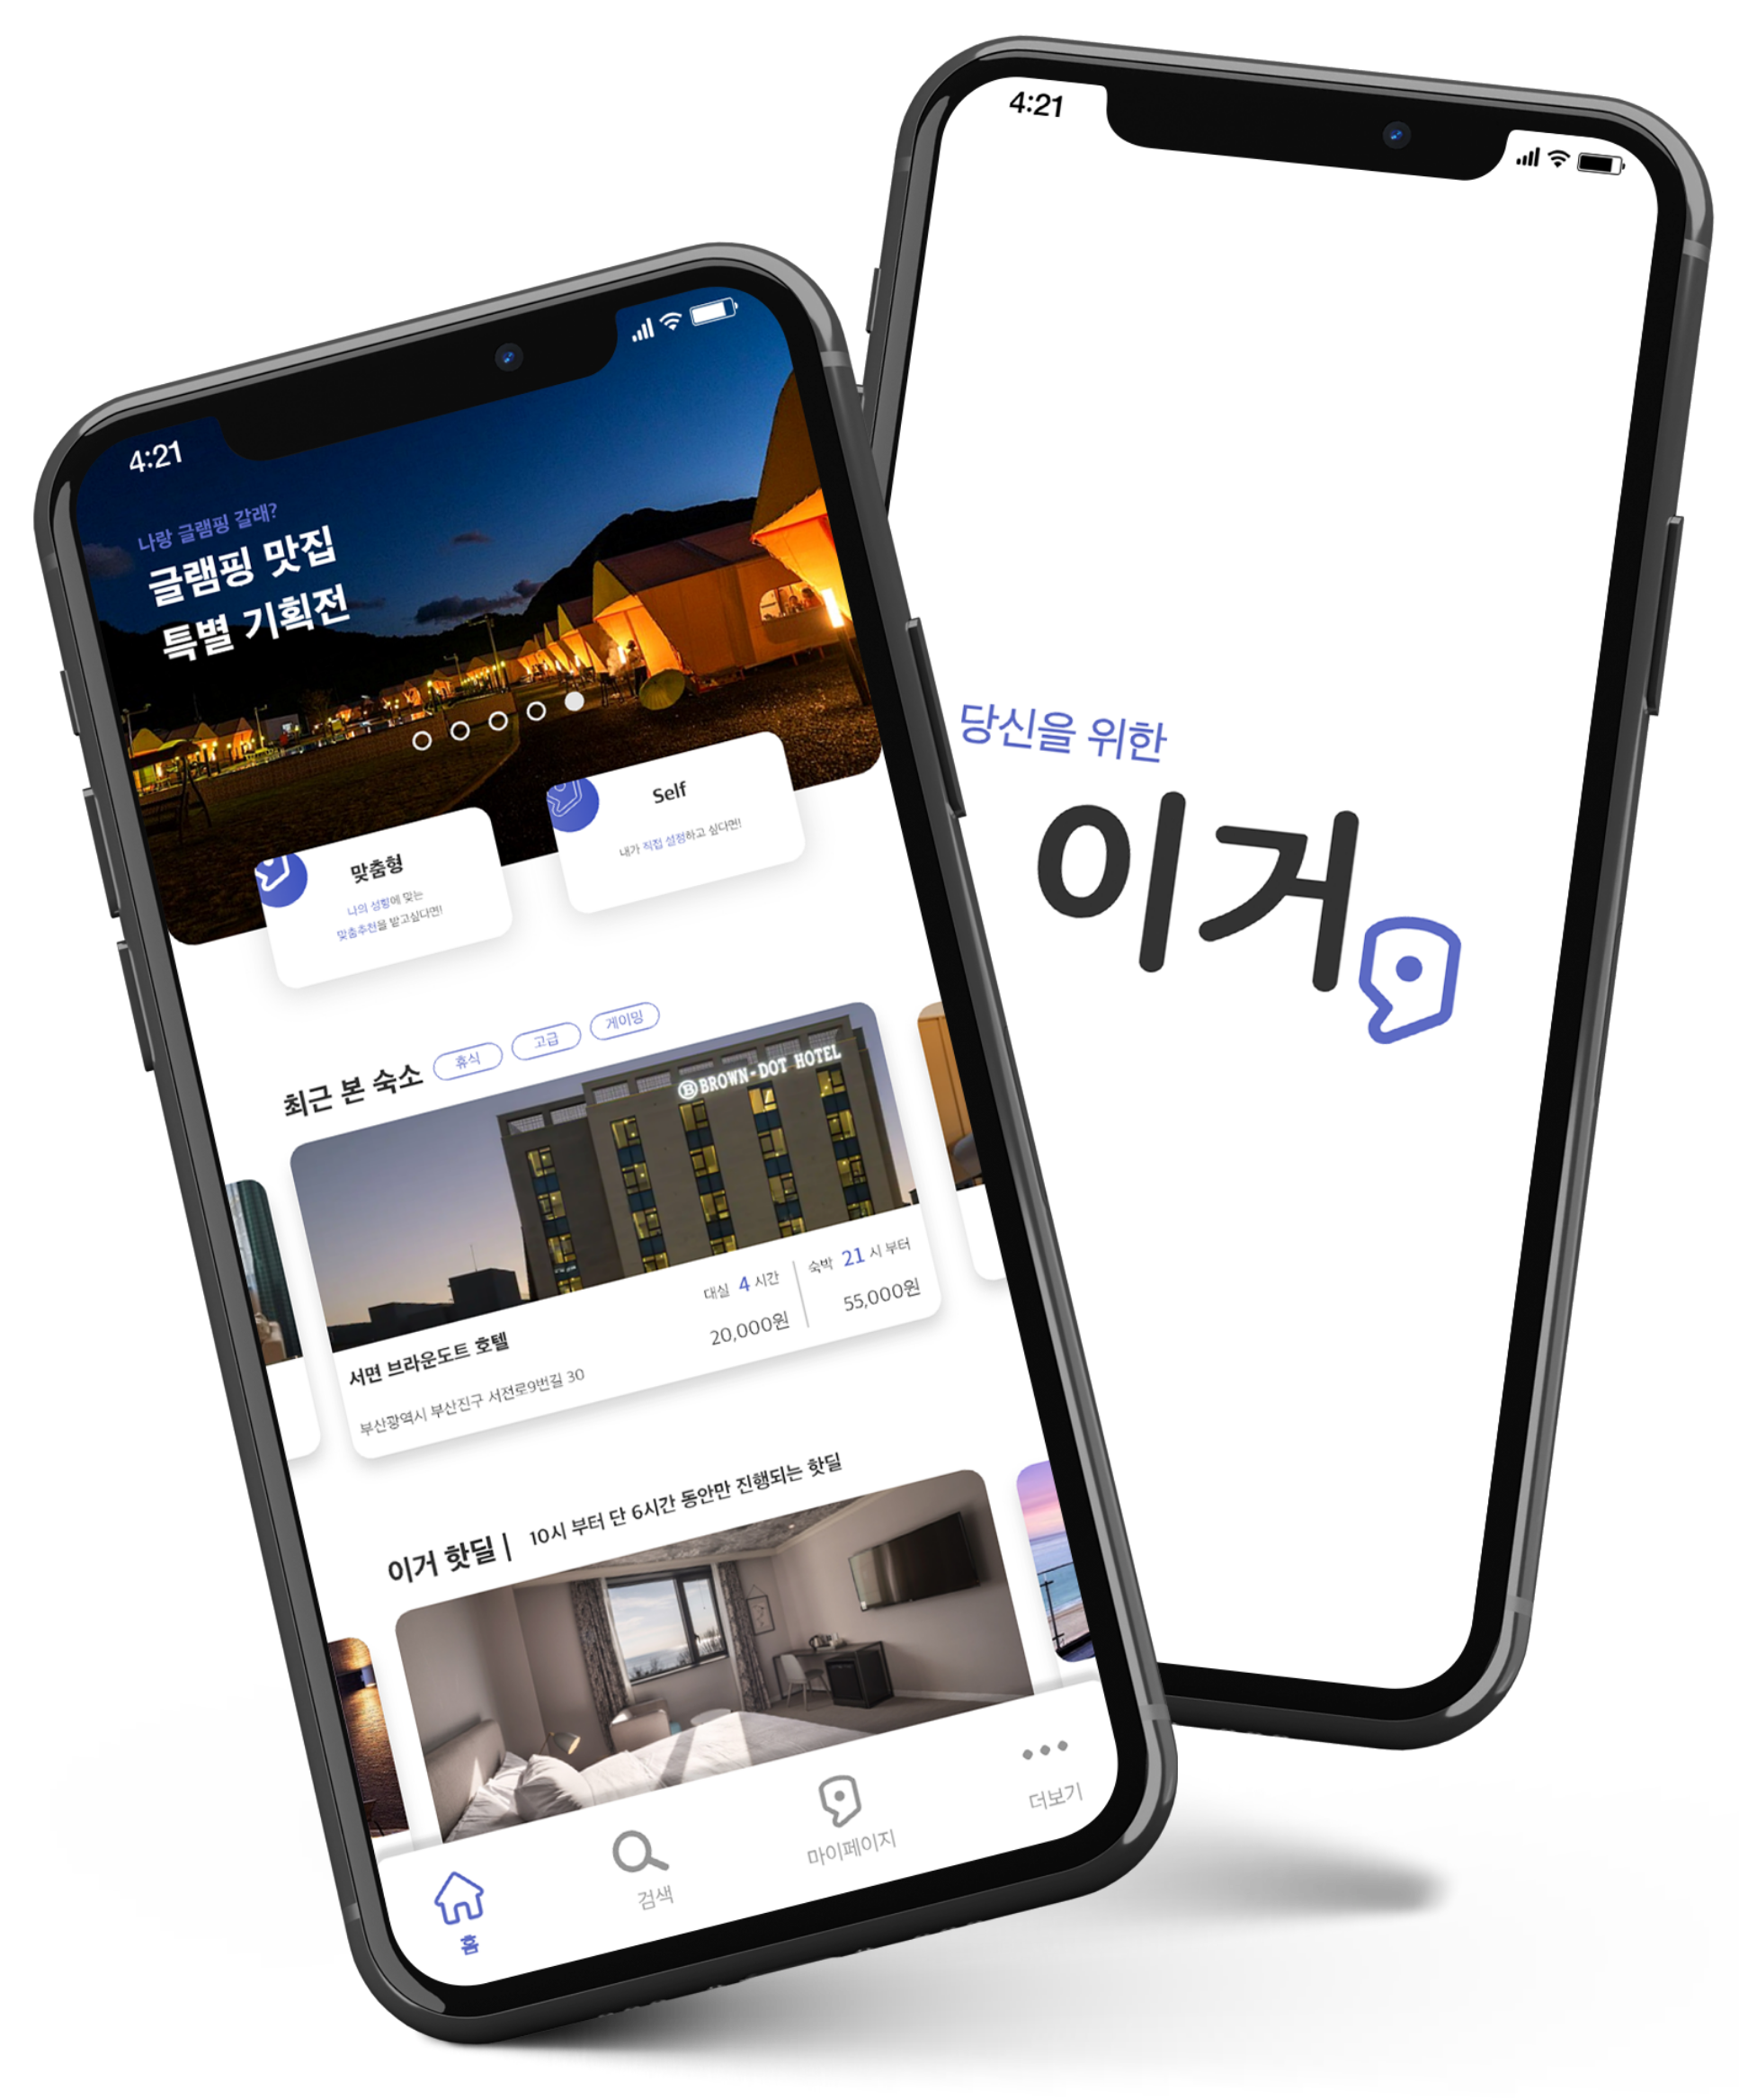 4:21
나랑 글램핑 갈래?
글램핑 맛집
특별 기획전
맞춤형
나의 성향에 맞는
맞춤추천을 받고싶다면!
Self
내가 직접 설정하고 싶다면!
최근 본 숙소
휴식
고급
게이밍
B BROWN-DOT HOTEL
서면 브라운도트 호텔
부산광역시 부산진구 서전로9번길 30
대실 4 시간
20,000원
숙박 21 시 부터
55,000원
이거 핫딜 | 10시 부터 단 6시간 동안만 진행되는 핫딜
홈
검색
마이페이지
더보기
4:21
당신을 위한
이거